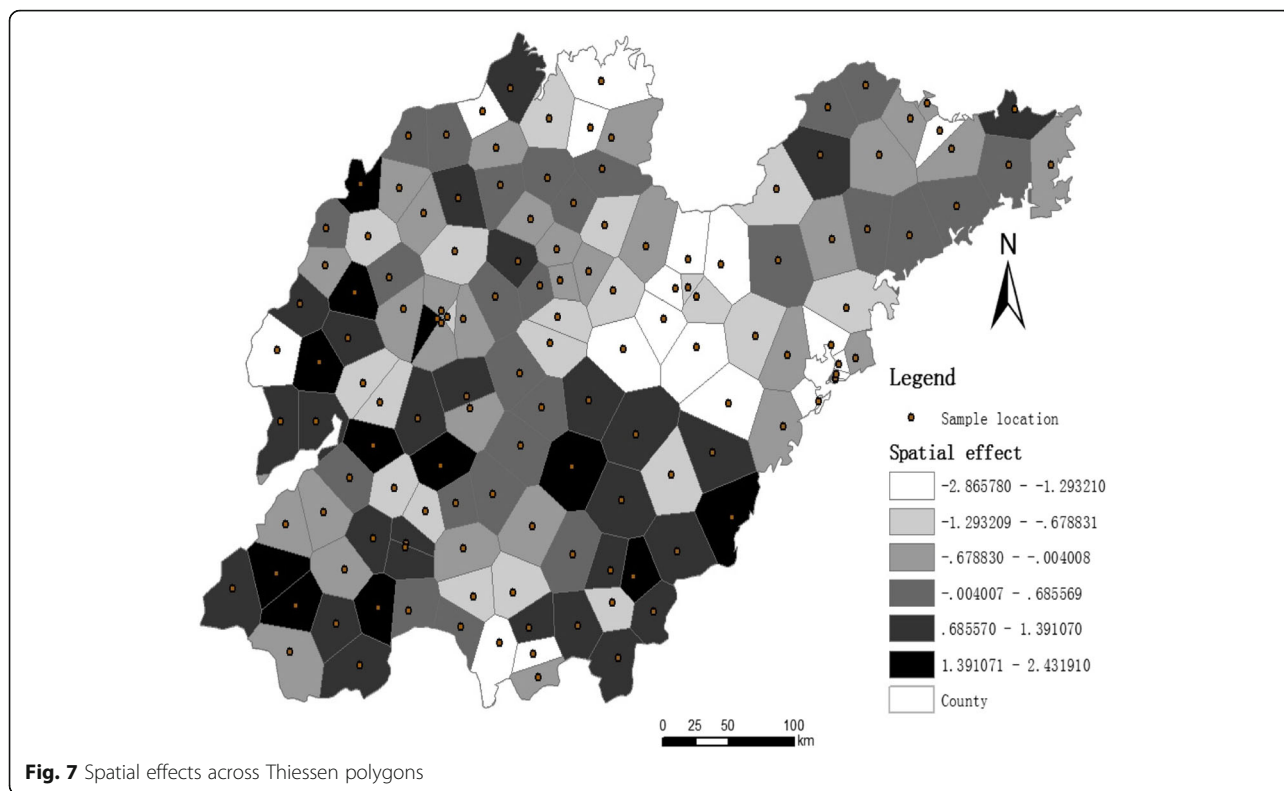 N
Legend
Sample location
Spatial effect
-2.865780 - -1.293210
-1.293209 - -.678831
-.678830 - -.004008
-.004007 - .685569
.685570 - 1.391070
1.391071 - 2.431910
County
0 25 50 100
km
Fig. 7 Spatial effects across Thiessen polygons